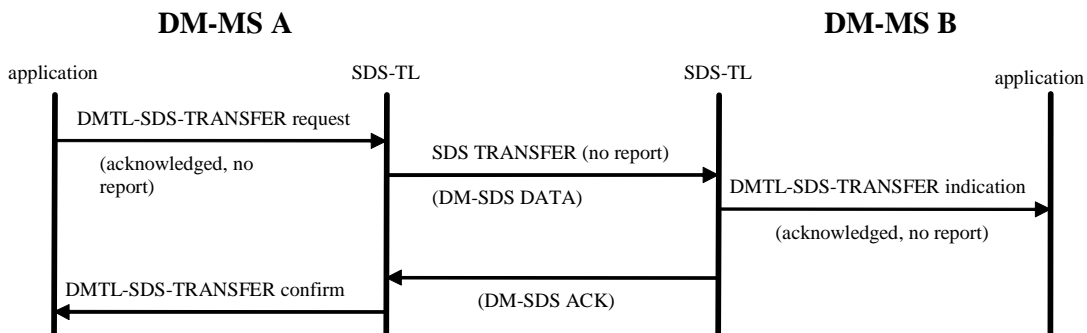 DM-MS A
DM-MS B
application
SDS-TL
SDS-TL
application
DMTL-SDS-TRANSFER request
(acknowledged, no
report)
SDS TRANSFER (no report)
(DM-SDS DATA)
DMTL-SDS-TRANSFER indication
(acknowledged, no report)
DMTL-SDS-TRANSFER confirm
(DM-SDS ACK)